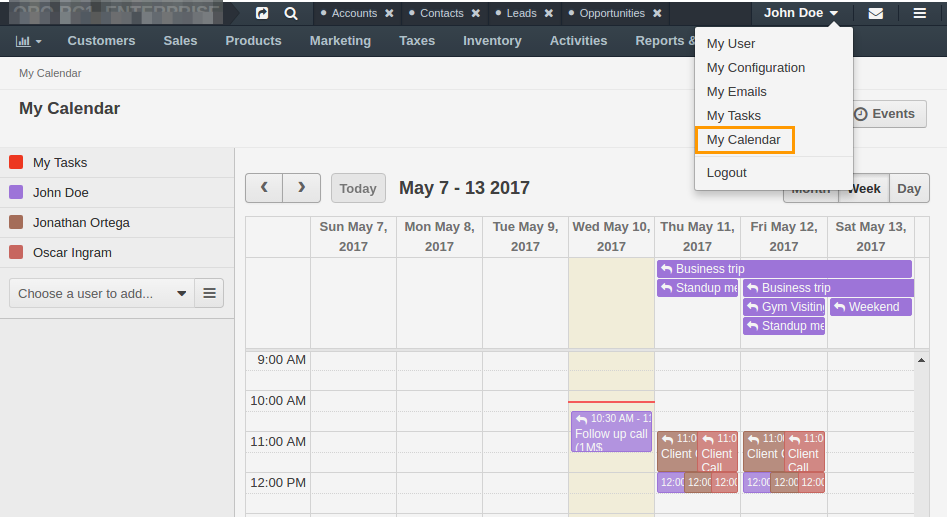 Accounts ✖ Contacts ✖ Leads ✖ Opportunities ✖ John Doe
Customers Sales Products Marketing Taxes Inventory Activities Reports &
My User
My Configuration
My Emails
My Tasks
My Calendar
Logout
My Calendar
My Calendar
Events
My Tasks
John Doe
Jonathan Ortega
Oscar Ingram
Choose a user to add...
Today May 7 - 13 2017 Month Week Day
Sun May 7, 2017
Mon May 8, 2017
Tue May 9, 2017
Wed May 10, 2017
Thu May 11, 2017
Fri May 12, 2017
Sat May 13, 2017
Business trip
Standup me
Business trip
Gym Visiting
Weekend
Standup me
9:00 AM
10:00 AM
10:30 AM - 11
Follow up call
(1M$
11:00 AM
11:0 11:0 11:0 11:0
Client Client Client Client
Call Call
12:00 PM
12:00 12:00 12:00 12:00 12:00 12:00